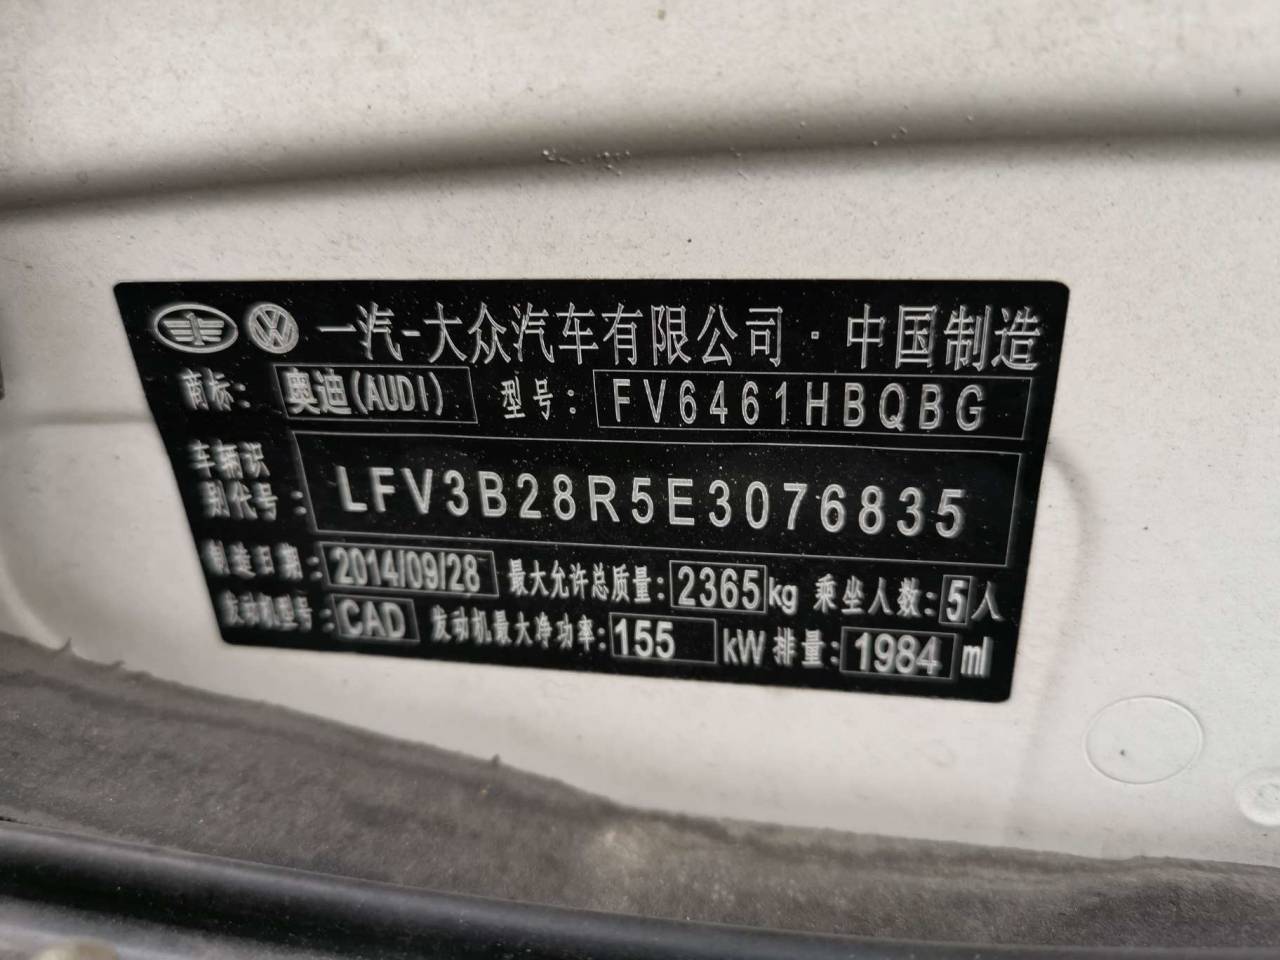 一汽-大众汽车有限公司·中国制造
商标: 奥迪(AUDI) 型号: FV6461HBQBG
车辆识
别代号: LFV3B28R5E3076835
制造日期: 2014/09/28 最大允许总质量: 2365kg 乘坐人数: 5人
发动机型号: CAD 发动机最大净功率: 155 kW 排量: 1984 ml